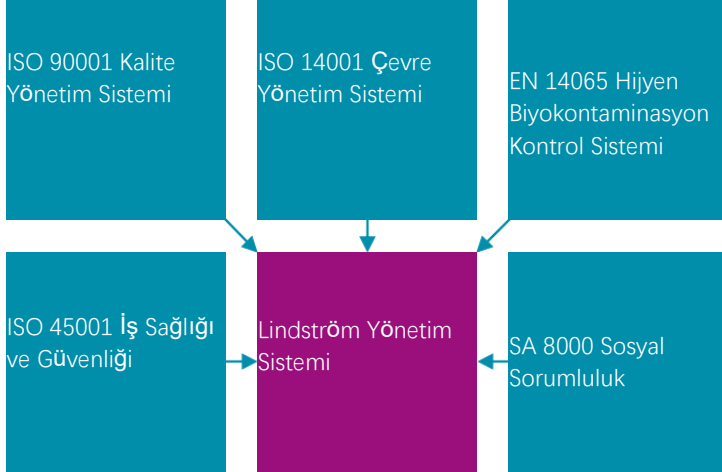 ISO 90001 Kalite
Yönetim Sistemi
ISO 14001 Çevre
Yönetim Sistemi
EN 14065 Hijyen
Biyokontaminasyon
Kontrol Sistemi
ISO 45001 İş Sağlığı
ve Güvenliği
Lindström Yönetim
Sistemi
SA 8000 Sosyal
Sorumluluk